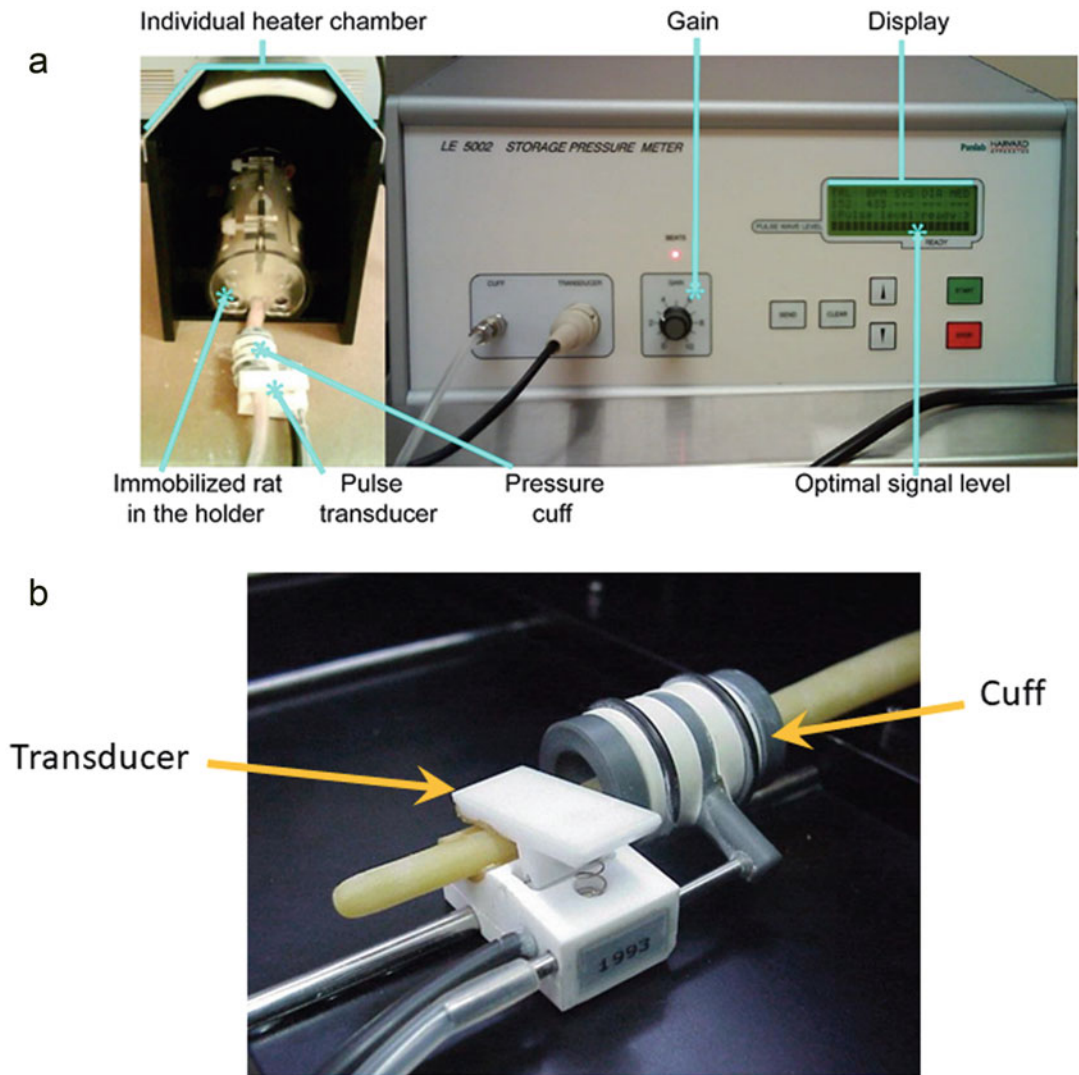 Individual heater chamber
Gain
Display
a
LE 5002 STORAGE PRESSURE METER
Panlab HARVARD
APPARATUS
PULSE WAVE LEVEL
READY
BEATS
CUFF
TRANSDUCER
GAIN
SEND
CLEAR
START
STOP
Immobilized rat
in the holder
Pulse
transducer
Pressure
cuff
Optimal signal level
b
Cuff
Transducer
1993